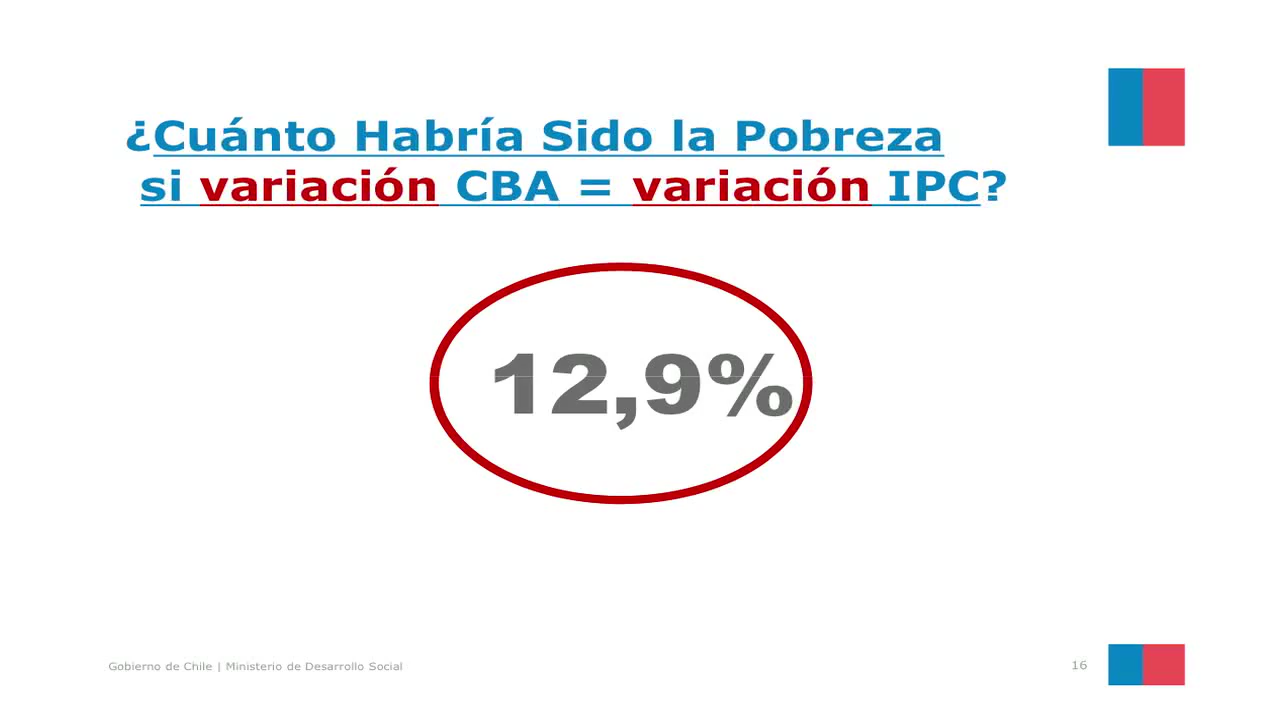 ¿Cuánto Habría Sido la Pobreza
si variación CBA = variación IPC?
12,9%
Gobierno de Chile | Ministerio de Desarrollo Social
16